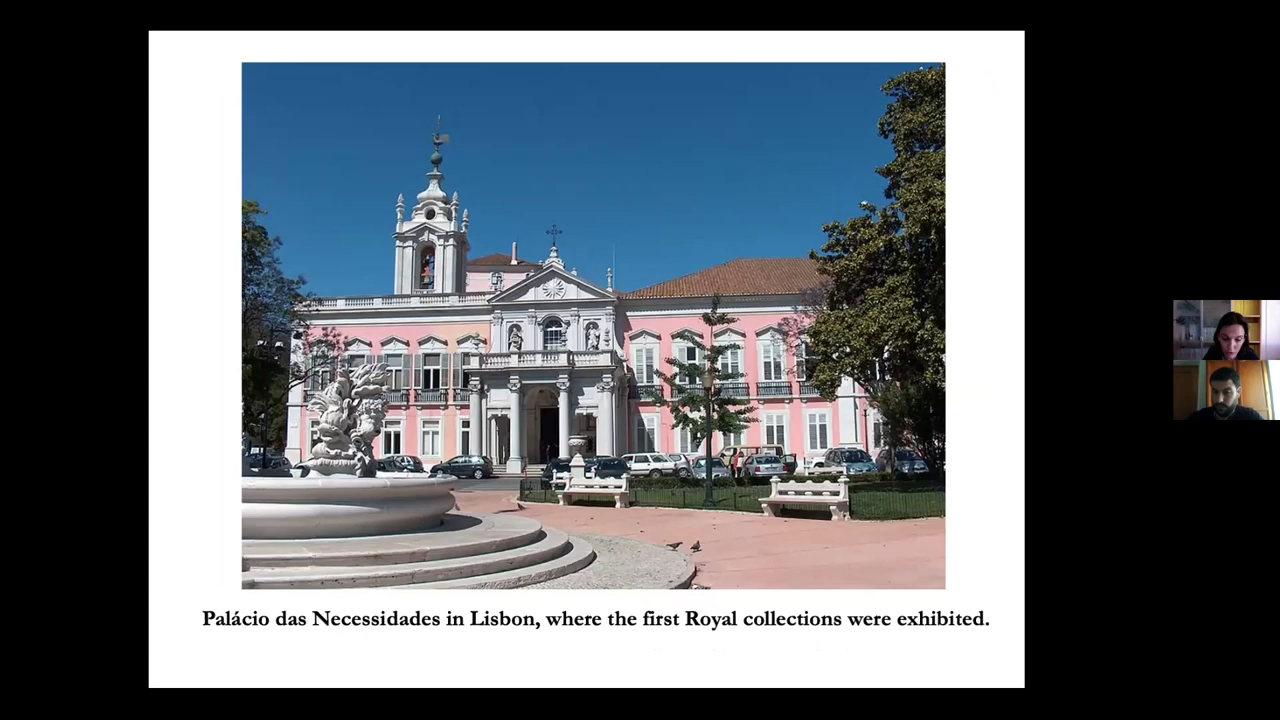 Palácio das Necessidades in Lisbon, where the first Royal collections were exhibited.